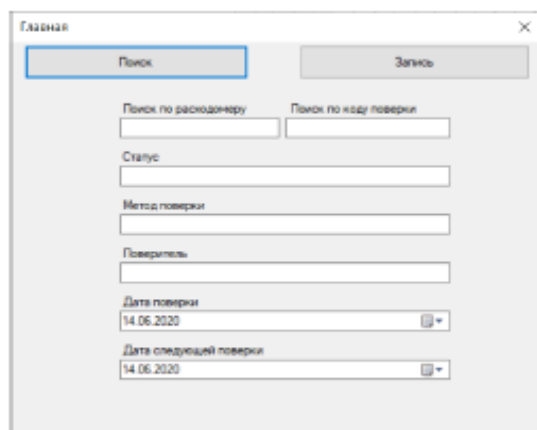 Главная
Поиск Запись
Поиск по расходомеру Поиск по коду поверки
Статус
Метод поверки
Поверитель
Дата поверки
14.06.2020
Дата следующей поверки
14.06.2020